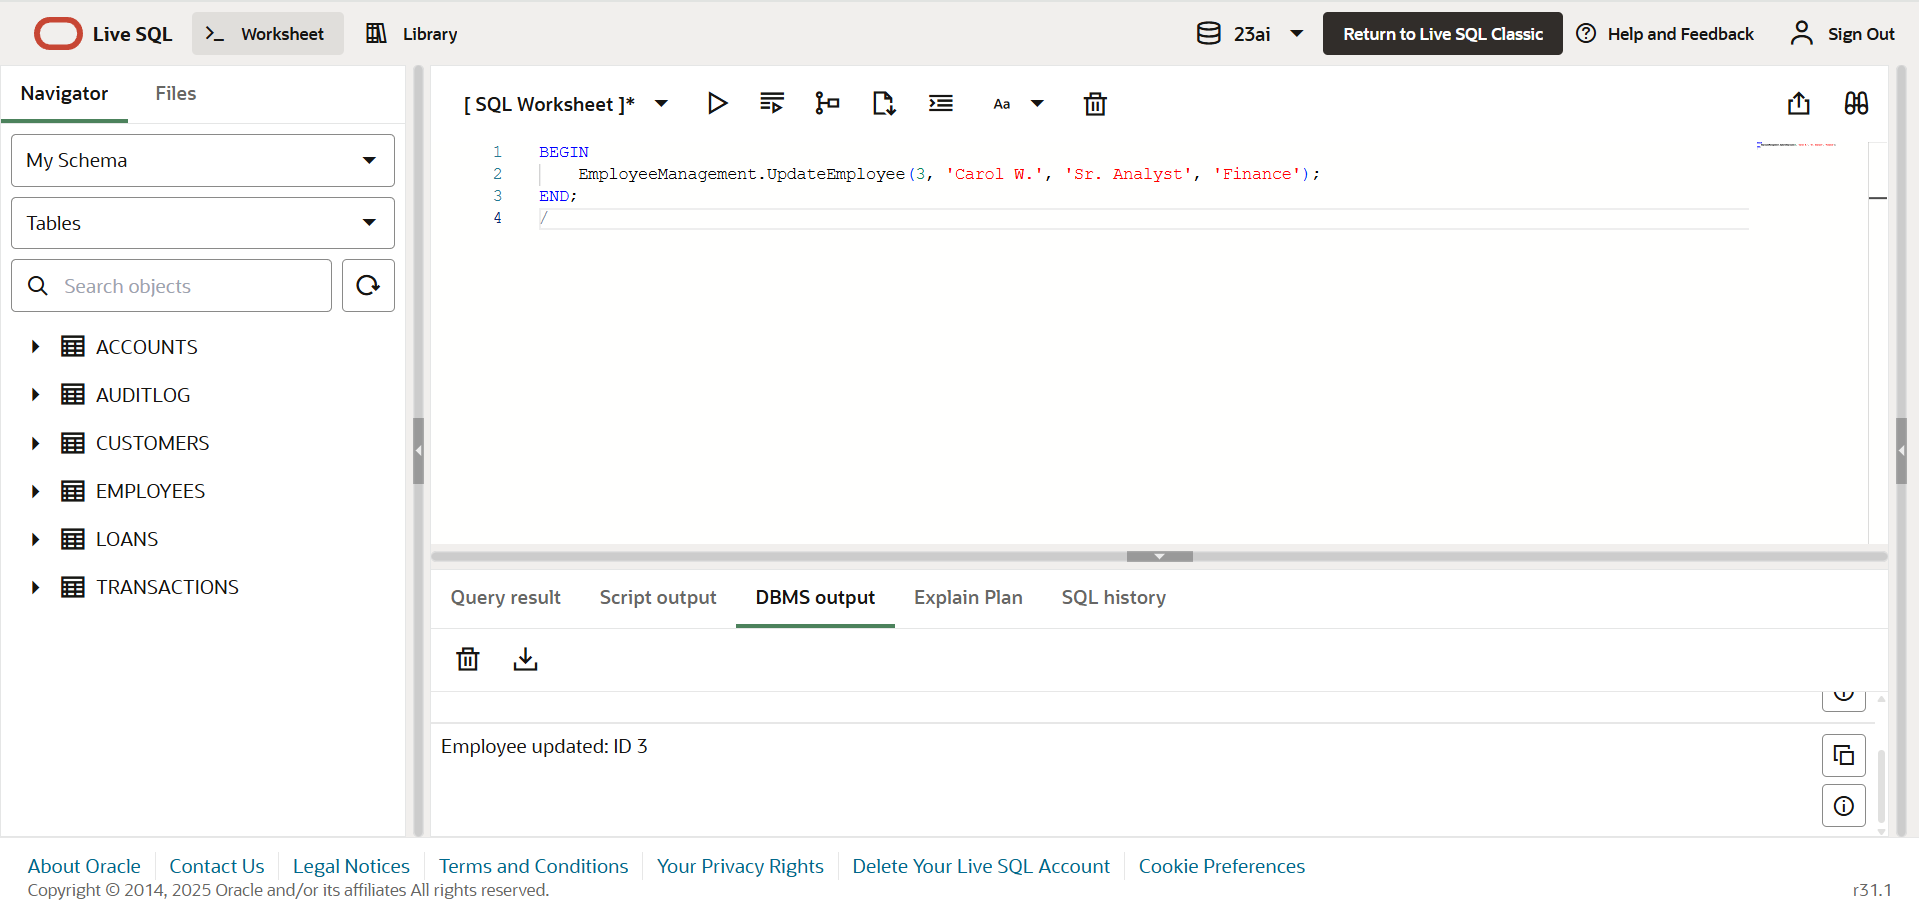 Live SQL
Worksheet
Library
23ai
Return to Live SQL Classic
Help and Feedback
Sign Out
Navigator
Files
My Schema
Tables
Search objects
ACCOUNTS
AUDITLOG
CUSTOMERS
EMPLOYEES
LOANS
TRANSACTIONS
[ SQL Worksheet ]*
Aa
1 BEGIN
2 EmployeeManagement.UpdateEmployee(3, 'Carol W.', 'Sr. Analyst', 'Finance');
3 END;
4 /
Query result
Script output
DBMS output
Explain Plan
SQL history
Employee updated: ID 3
About Oracle
Contact Us
Legal Notices
Terms and Conditions
Your Privacy Rights
Delete Your Live SQL Account
Cookie Preferences
Copyright © 2014, 2025 Oracle and/or its affiliates All rights reserved.
r31.1